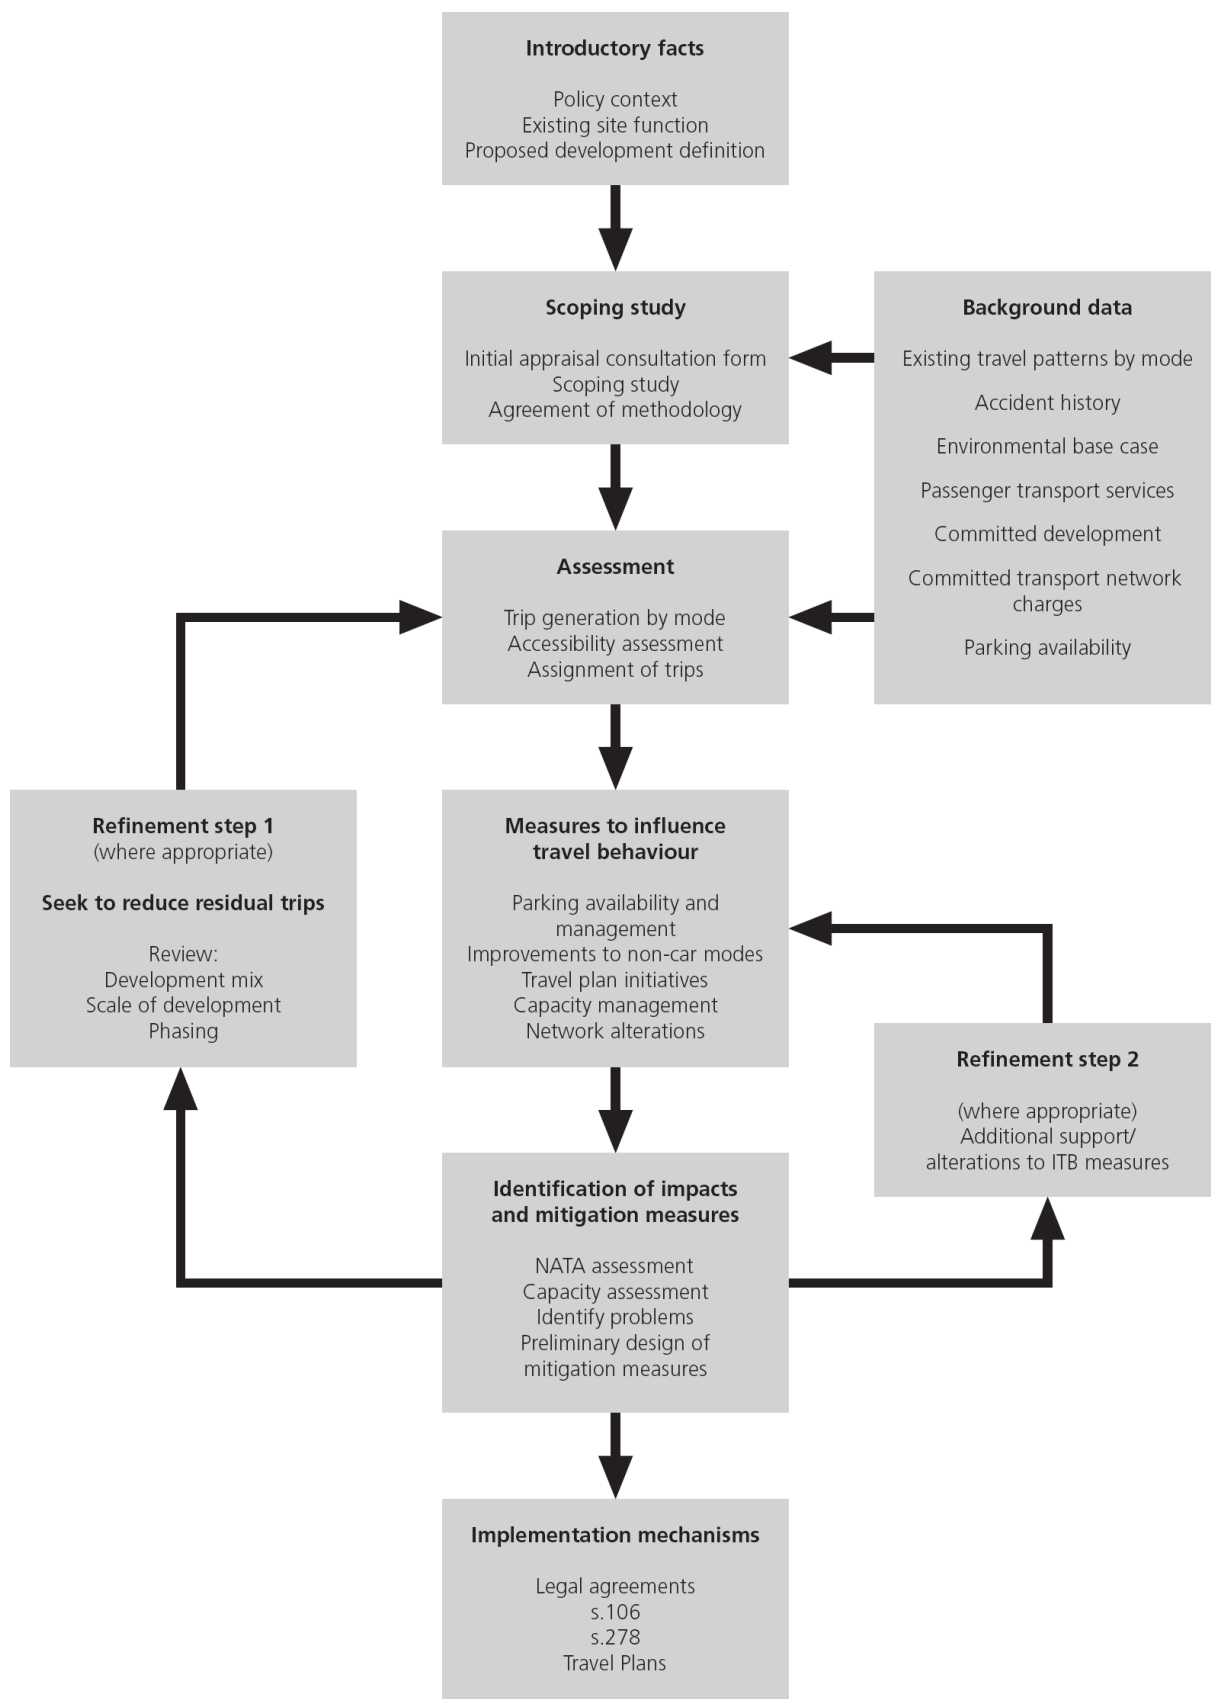 Introductory facts
Policy context
Existing site function
Proposed development definition
Scoping study
Initial appraisal consultation form
Scoping study
Agreement of methodology
Background data
Existing travel patterns by mode
Accident history
Environmental base case
Passenger transport services
Committed development
Committed transport network
charges
Parking availability
Assessment
Trip generation by mode
Accessibility assessment
Assignment of trips
Refinement step 1
(where appropriate)
Seek to reduce residual trips
Review:
Development mix
Scale of development
Phasing
Measures to influence
travel behaviour
Parking availability and
management
Improvements to non-car modes
Travel plan initiatives
Capacity management
Network alterations
Refinement step 2
(where appropriate)
Additional support/
alterations to ITB measures
Identification of impacts
and mitigation measures
NATA assessment
Capacity assessment
Identify problems
Preliminary design of
mitigation measures
Implementation mechanisms
Legal agreements
s.106
s.278
Travel Plans